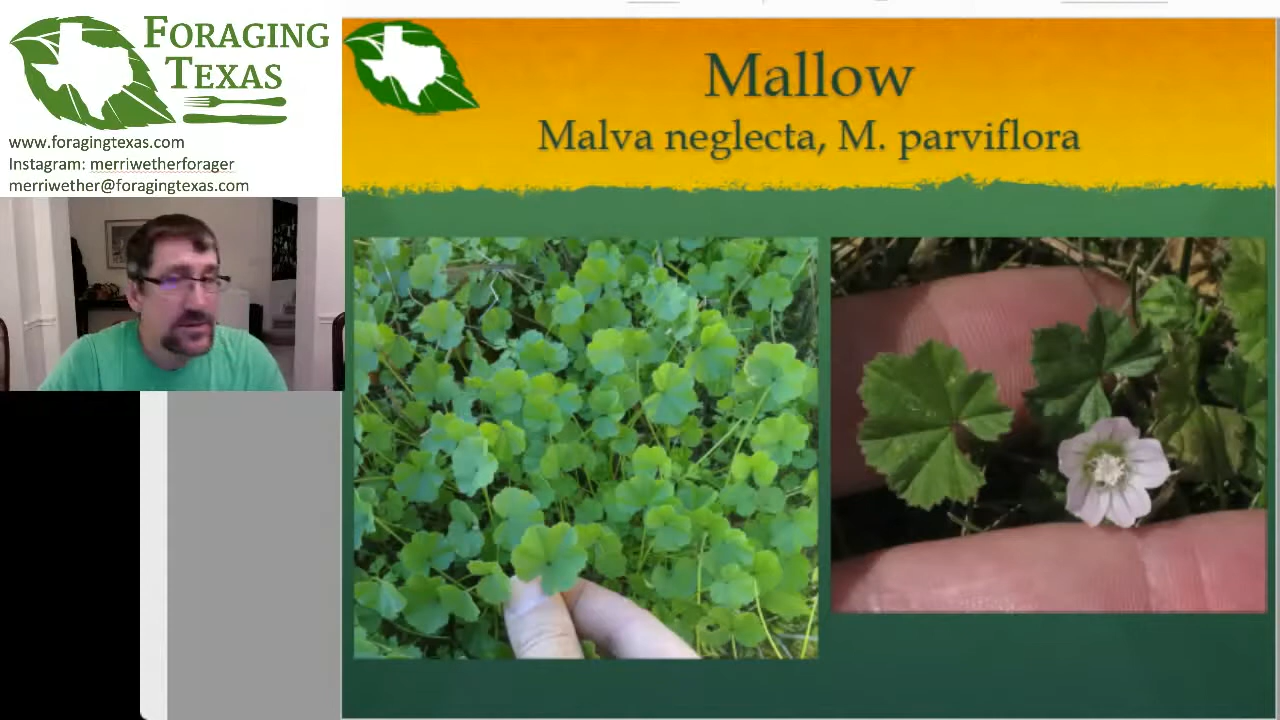 FORAGING
TEXAS
www.foragingtexas.com
Instagram: merriwetherforager
merriwether@foragingtexas.com
Mallow
Malva neglecta, M. parviflora